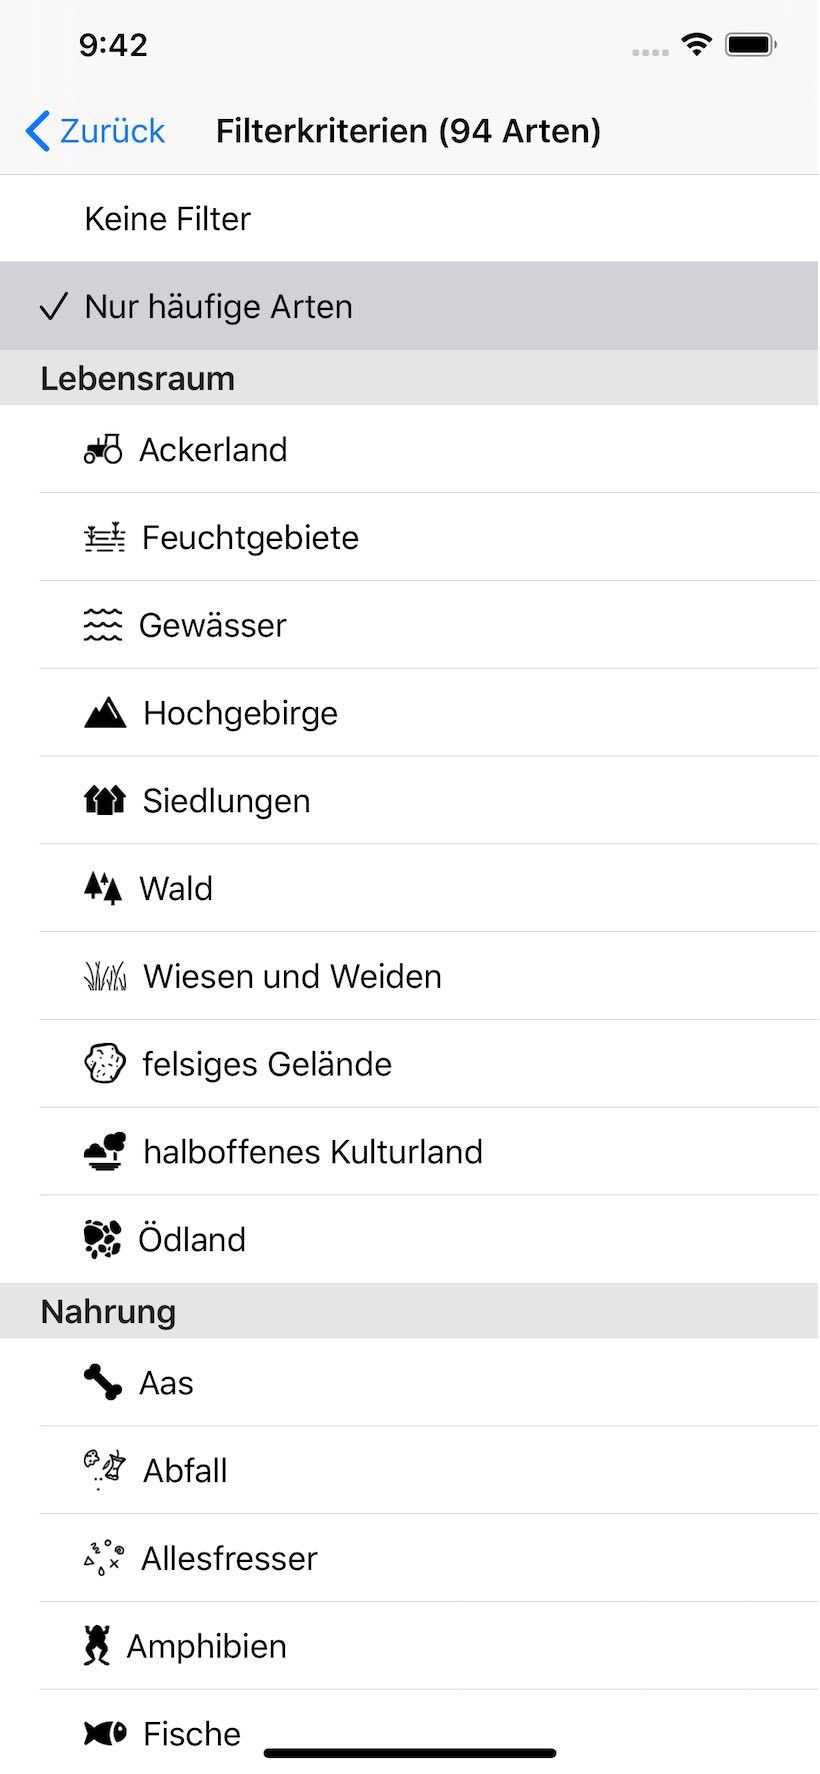 9:42
Zurück
Filterkriterien (94 Arten)
Keine Filter
Nur häufige Arten
Lebensraum
Ackerland
Feuchtgebiete
Gewässer
Hochgebirge
Siedlungen
Wald
Wiesen und Weiden
felsiges Gelände
halboffenes Kulturland
Ödland
Nahrung
Aas
Abfall
Allesfresser
Amphibien
Fische